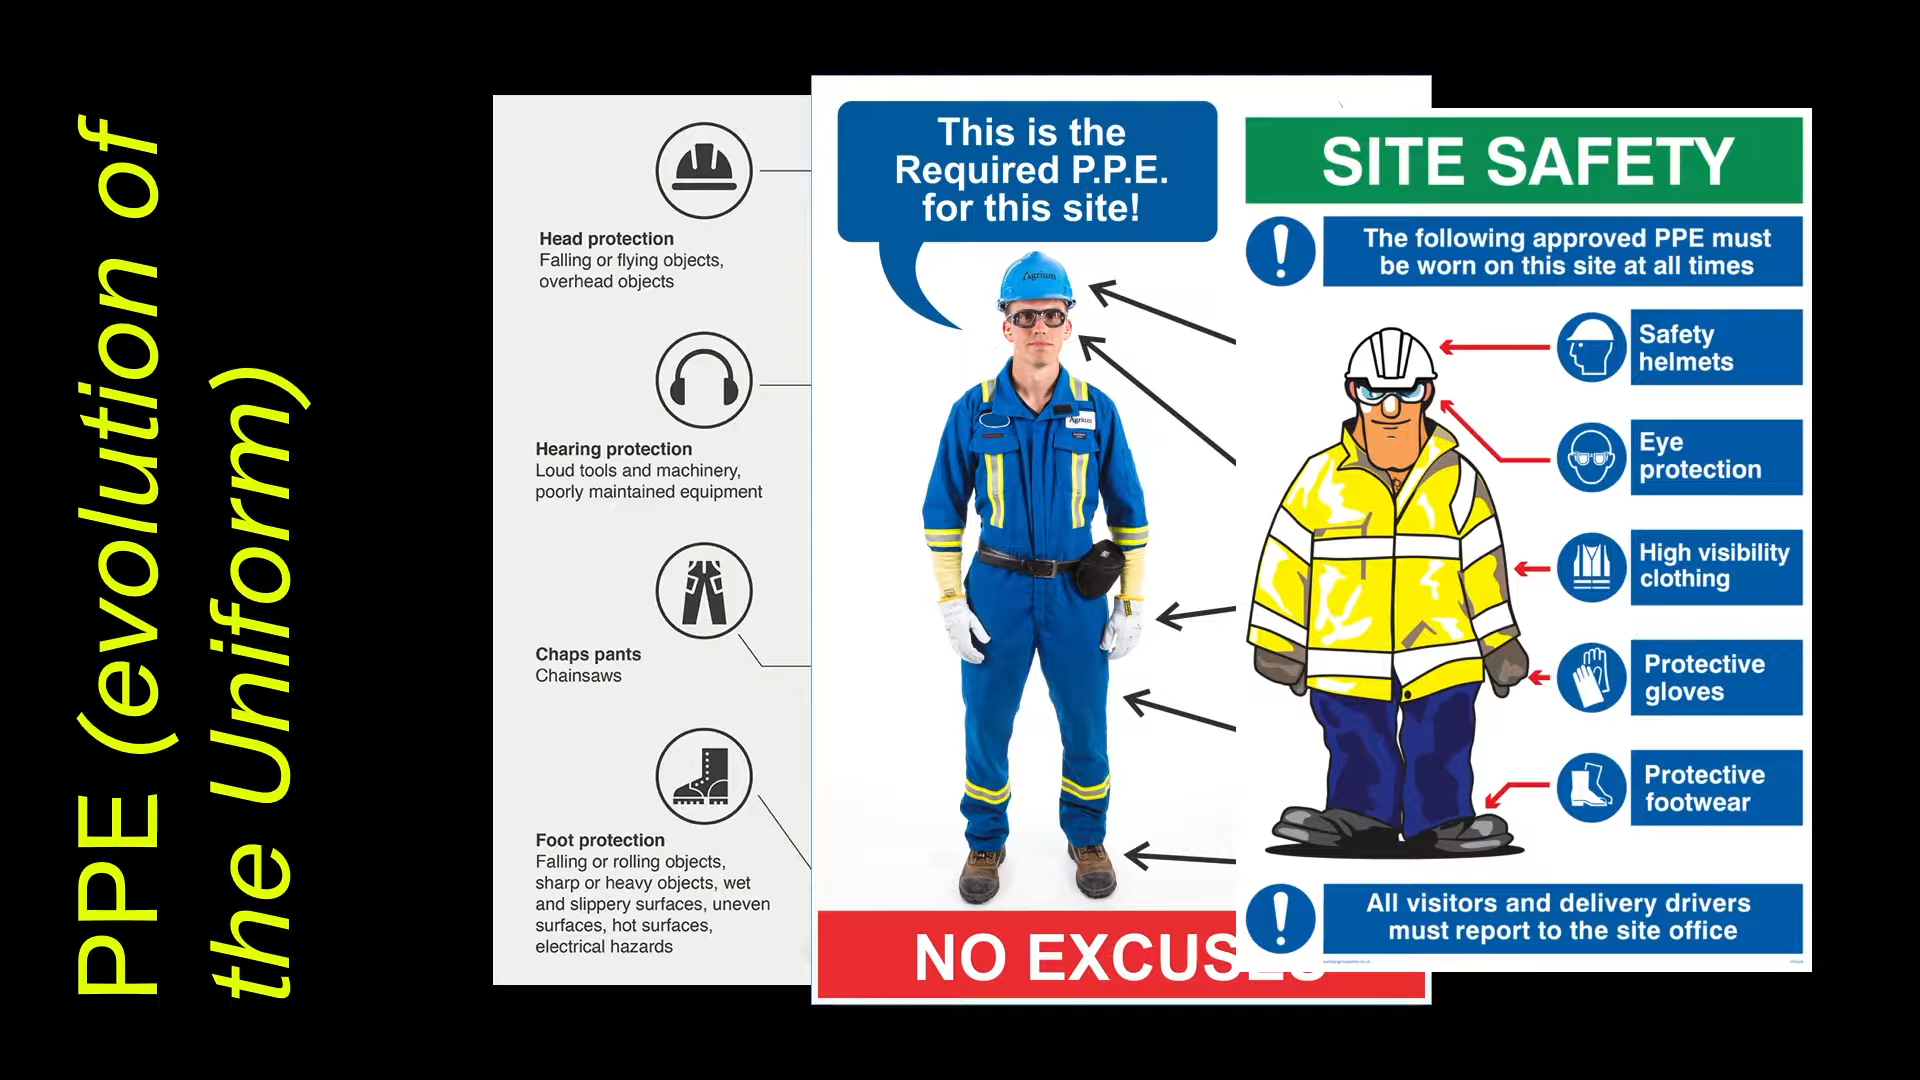 PPE (evolution of
the Uniform)
Head protection
Falling or flying objects,
overhead objects
Hearing protection
Loud tools and machinery,
poorly maintained equipment
Chaps pants
Chainsaws
Foot protection
Falling or rolling objects,
sharp or heavy objects, wet
and slippery surfaces, uneven
surfaces, hot surfaces,
electrical hazards
This is the
Required P.P.E.
for this site!
Agrium
Agrium
NO EXCUSES
SITE SAFETY
The following approved PPE must
be worn on this site at all times
Safety
helmets
Eye
protection
High visibility
clothing
Protective
gloves
Protective
footwear
All visitors and delivery drivers
must report to the site office